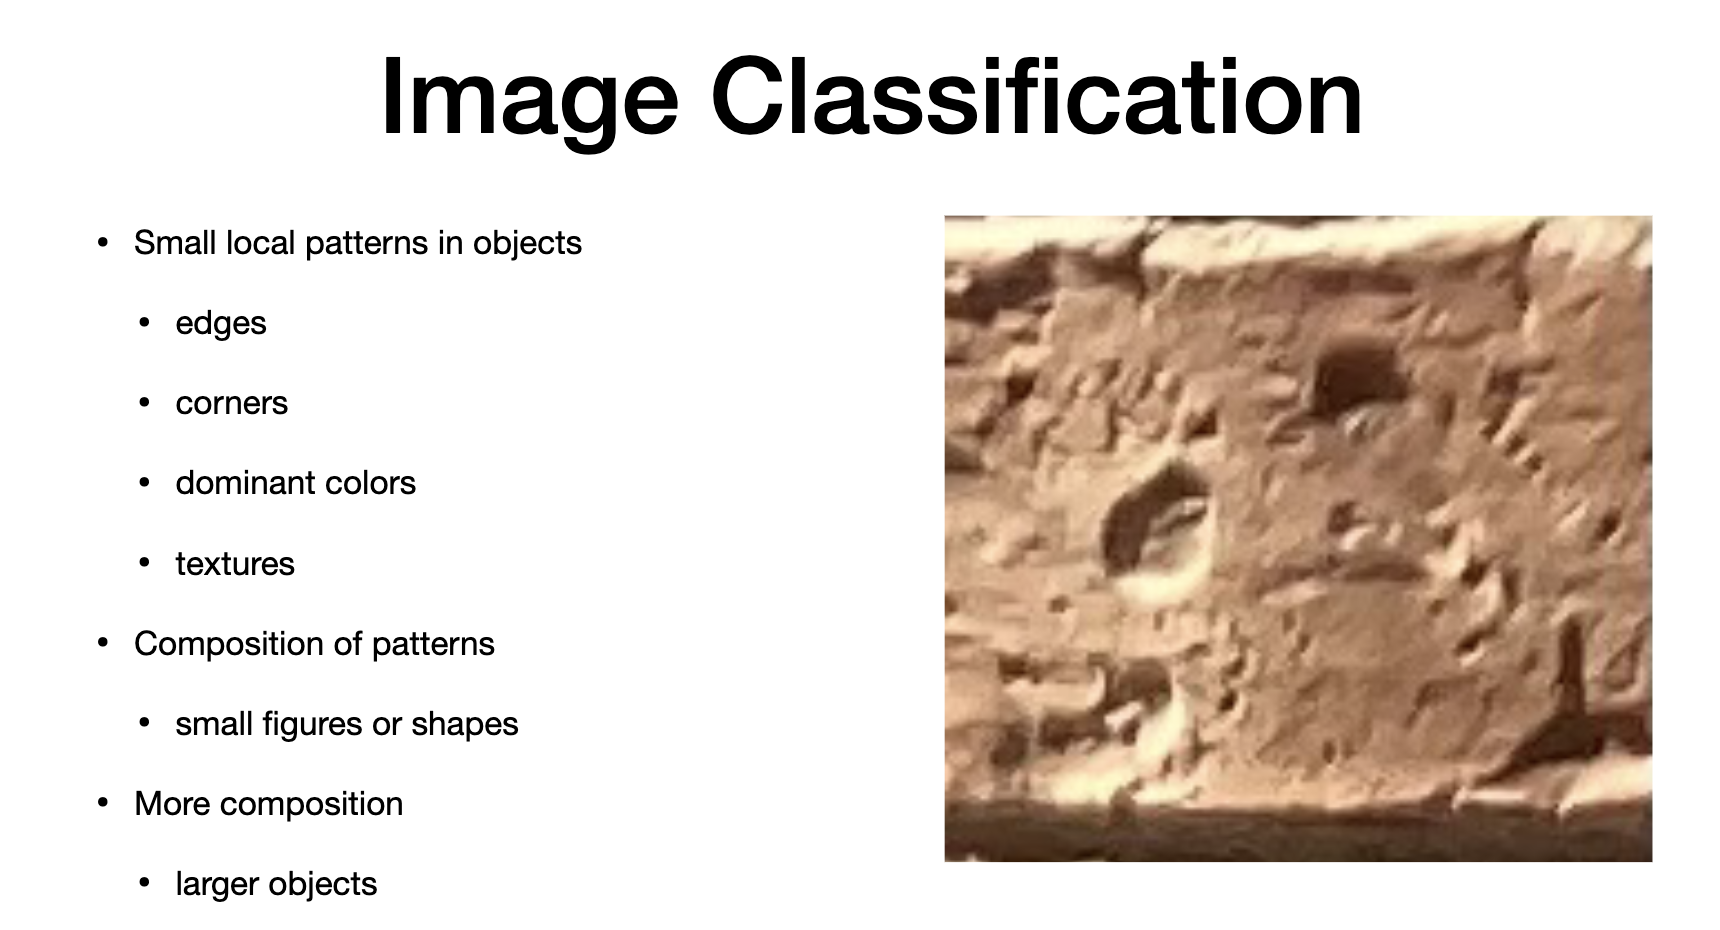 Image Classification
• Small local patterns in objects
• edges
• corners
• dominant colors
• textures
• Composition of patterns
• small figures or shapes
• More composition
• larger objects